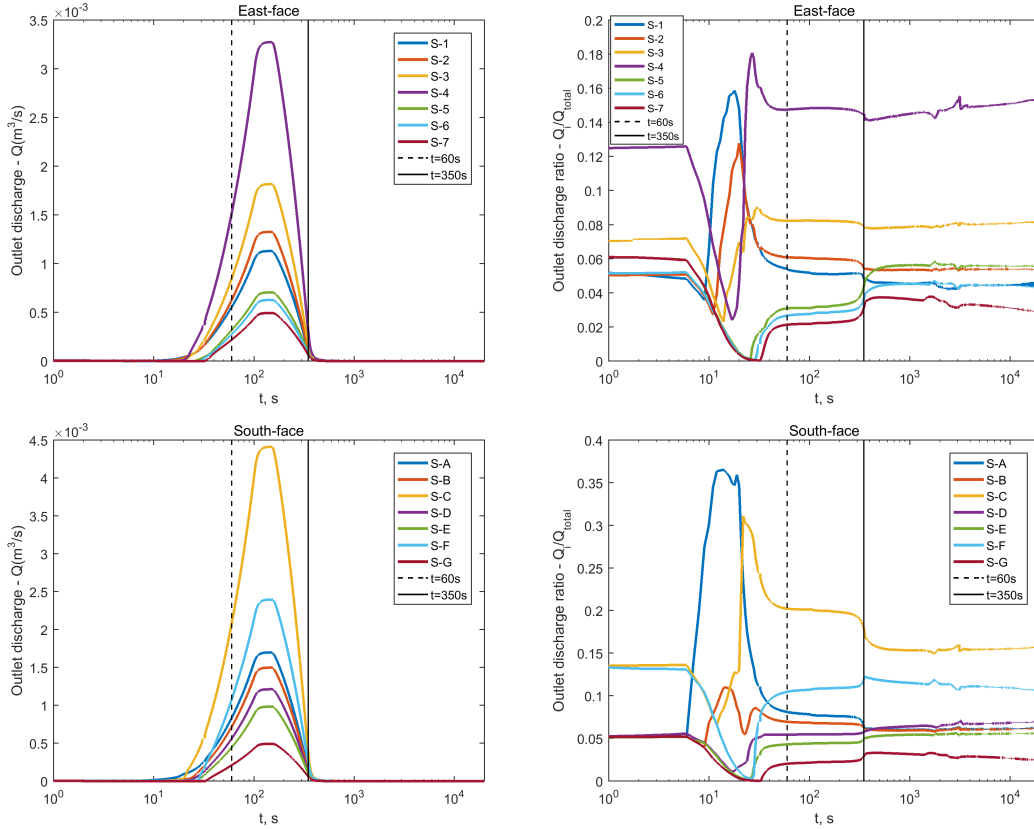 East-face
×10⁻³
3.5
3
2.5
2
1.5
1
0.5
0
Outlet discharge - Q(m³/s)
10⁰ 10¹ 10² 10³ 10⁴
t, s
S-1
S-2
S-3
S-4
S-5
S-6
S-7
t=60s
t=350s
East-face
0.2
0.18
0.16
0.14
0.12
0.1
0.08
0.06
0.04
0.02
0
Outlet discharge ratio - Qᵢ/Q_total
10⁰ 10¹ 10² 10³ 10⁴
t, s
S-1
S-2
S-3
S-4
S-5
S-6
S-7
t=60s
t=350s
South-face
×10⁻³
4.5
4
3.5
3
2.5
2
1.5
1
0.5
0
Outlet discharge - Q(m³/s)
10⁰ 10¹ 10² 10³ 10⁴
t, s
S-A
S-B
S-C
S-D
S-E
S-F
S-G
t=60s
t=350s
South-face
0.4
0.35
0.3
0.25
0.2
0.15
0.1
0.05
0
Outlet discharge ratio - Qᵢ/Q_total
10⁰ 10¹ 10² 10³ 10⁴
t, s
S-A
S-B
S-C
S-D
S-E
S-F
S-G
t=60s
t=350s